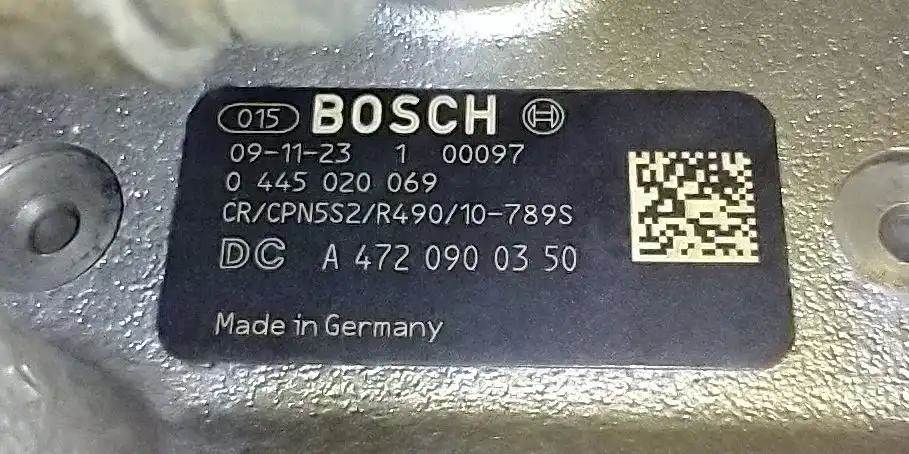 015 BOSCH
09-11-23 1 00097
0 445 020 069
CR/CPN5S2/R490/10-789S
DC A 472 090 03 50
Made in Germany